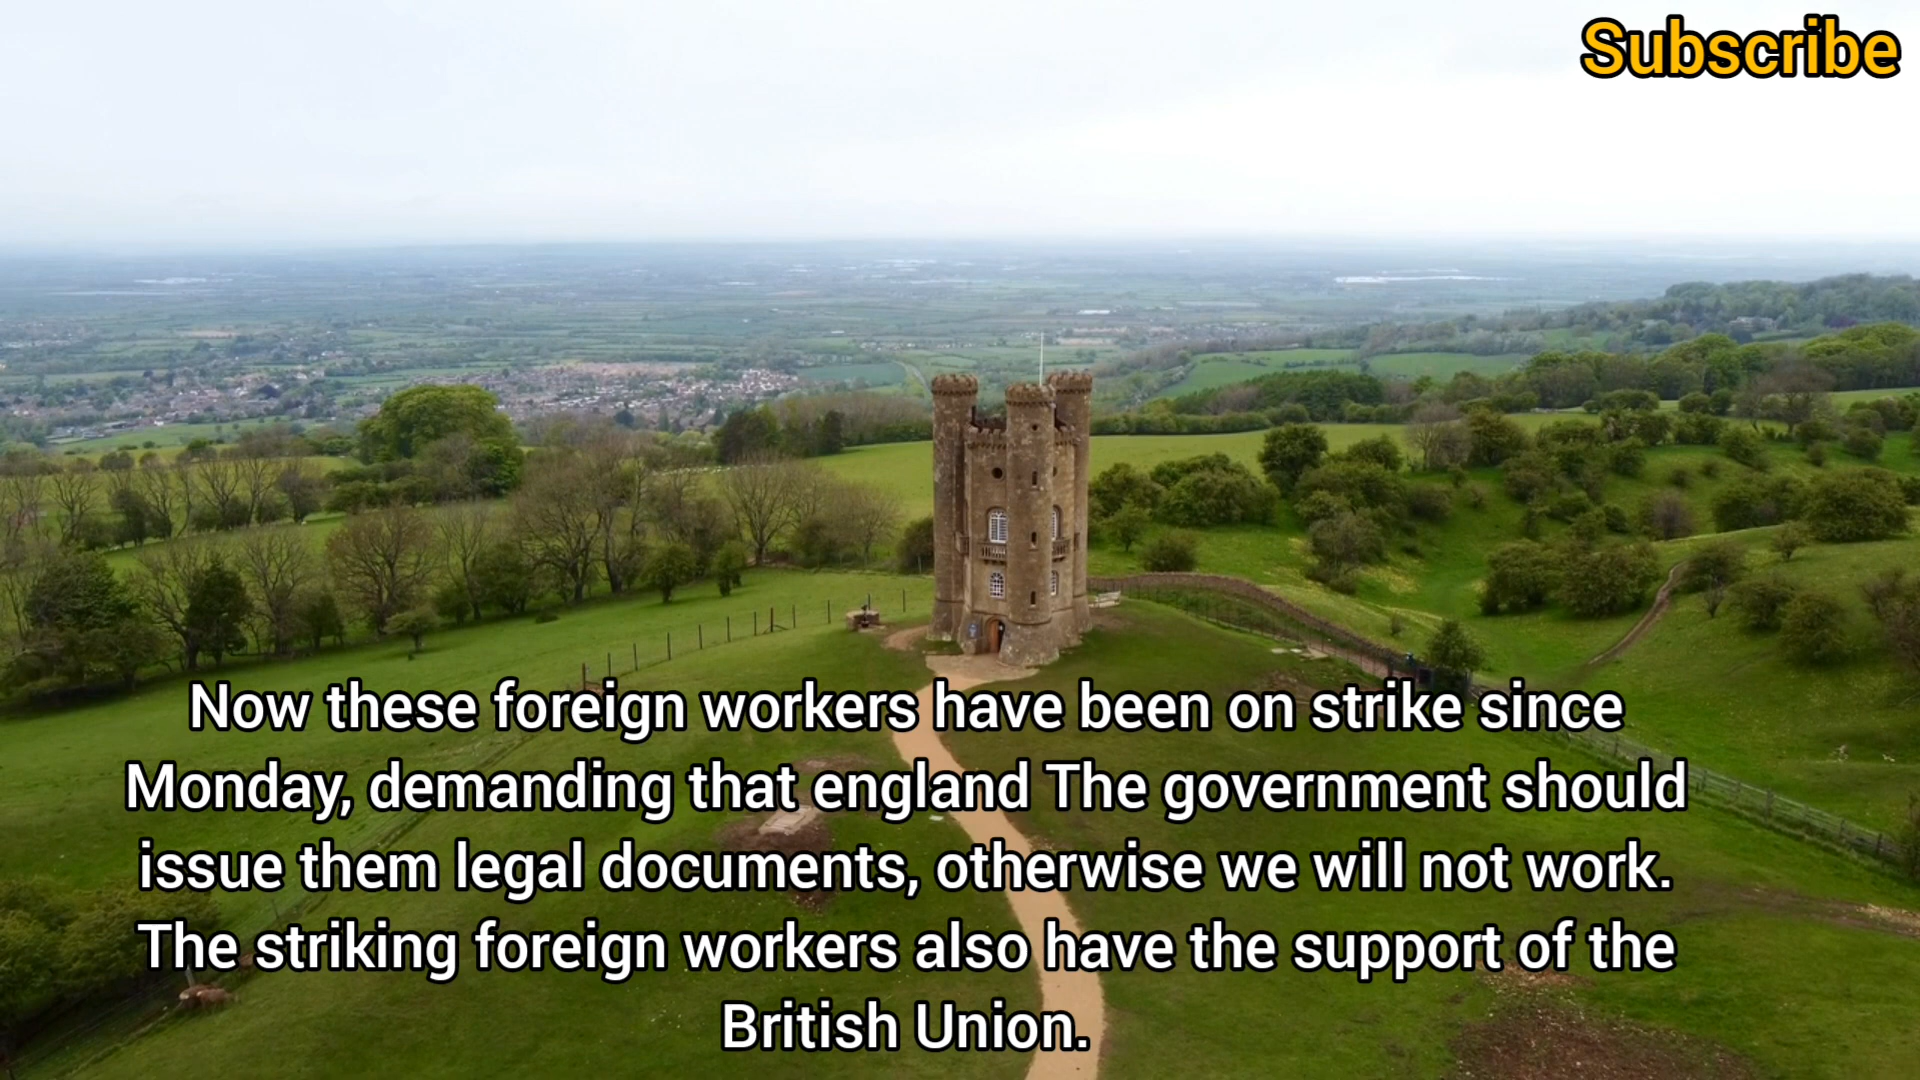 Subscribe
Now these foreign workers have been on strike since
Monday, demanding that england The government should
issue them legal documents, otherwise we will not work.
The striking foreign workers also have the support of the
British Union.